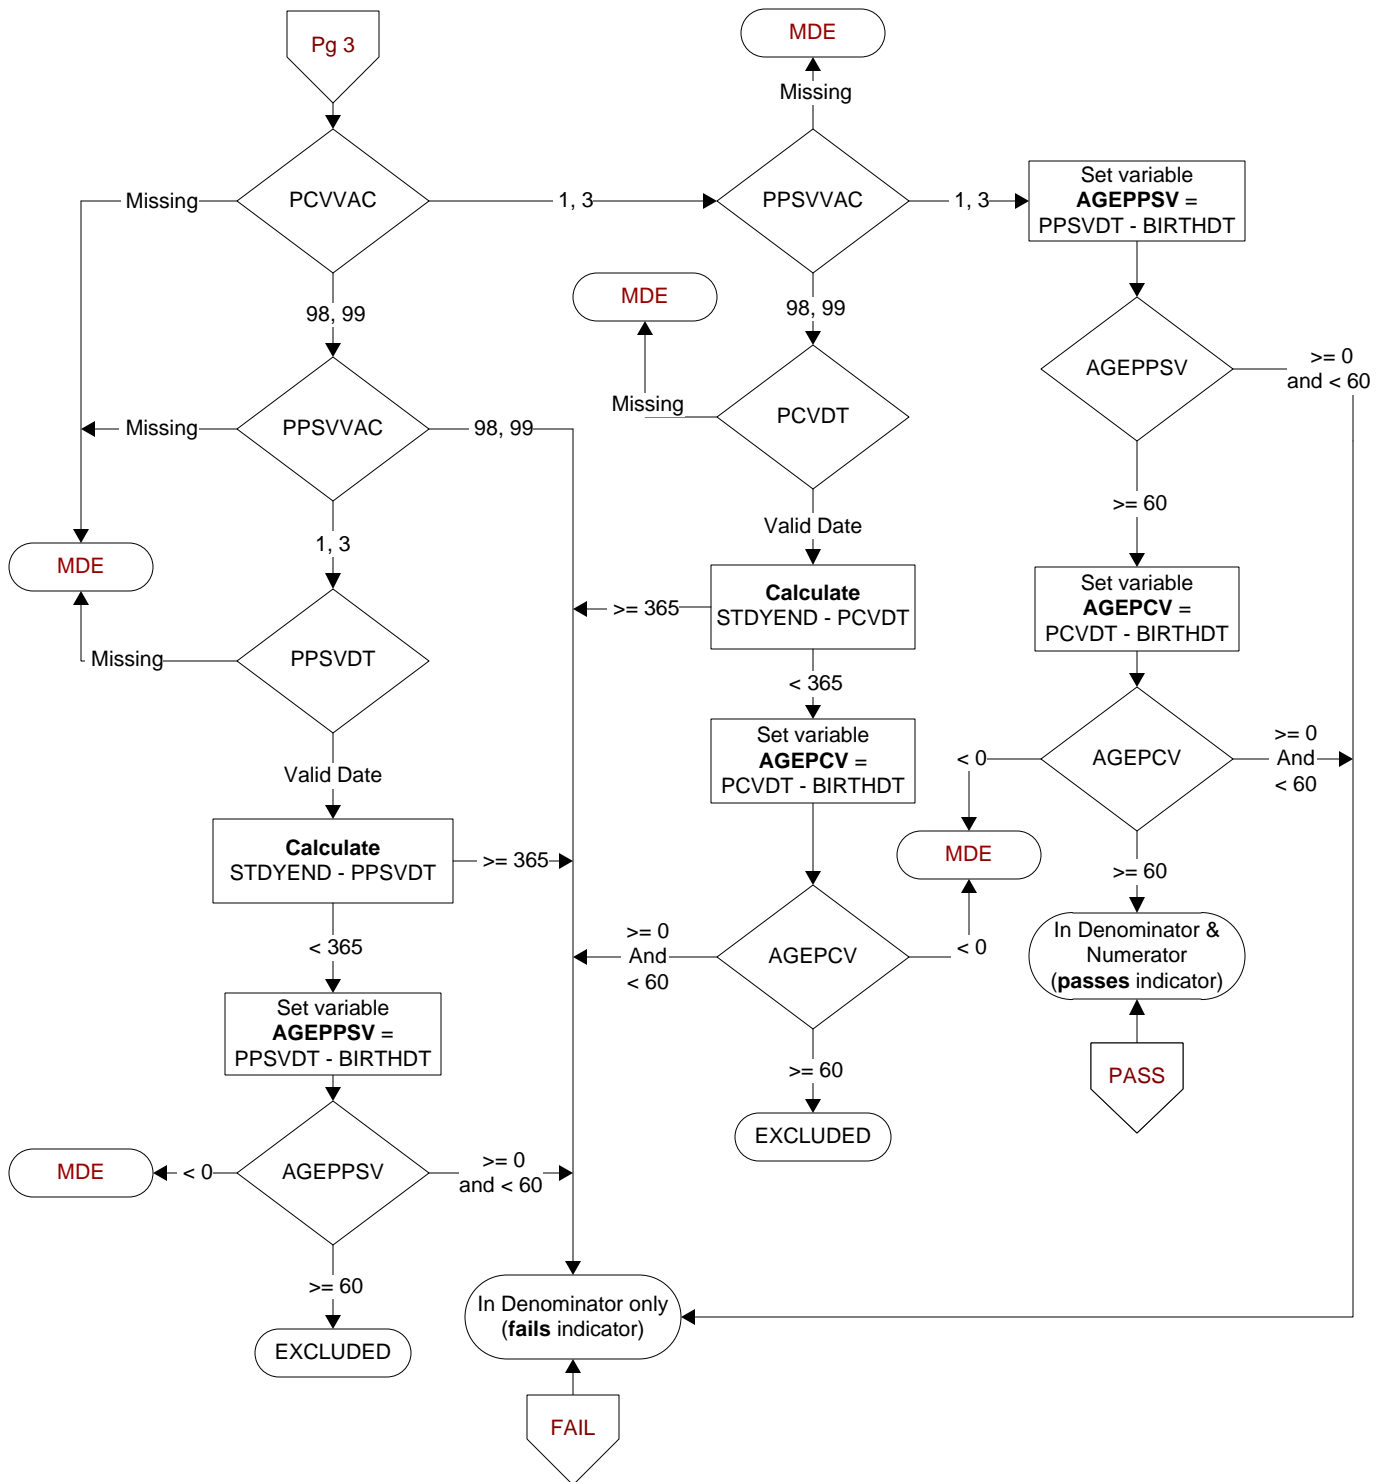 MDE
Pg 3
Missing
PCVVAC
Missing
1, 3
PPSVVAC
1, 3
Set variable
AGEPPSV =
PPSVDT - BIRTHDT
98, 99
MDE
98, 99
AGEPPSV
>= 0
and < 60
Missing
PCVDT
Missing
PPSVVAC
98, 99
>= 60
Valid Date
1, 3
MDE
Calculate
STDYEND - PCVDT
>= 365
Set variable
AGEPCV =
PCVDT - BIRTHDT
Missing
PPSVDT
< 365
Set variable
AGEPCV =
PCVDT - BIRTHDT
< 0
AGEPCV
>= 0
And
< 60
Valid Date
Calculate
STDYEND - PPSVDT
>= 365
MDE
>= 60
< 365
>= 0
And
< 60
AGEPCV
< 0
In Denominator &
Numerator
(passes indicator)
Set variable
AGEPPSV =
PPSVDT - BIRTHDT
>= 60
PASS
EXCLUDED
MDE
< 0
AGEPPSV
>= 0
and < 60
>= 60
In Denominator only
(fails indicator)
EXCLUDED
FAIL